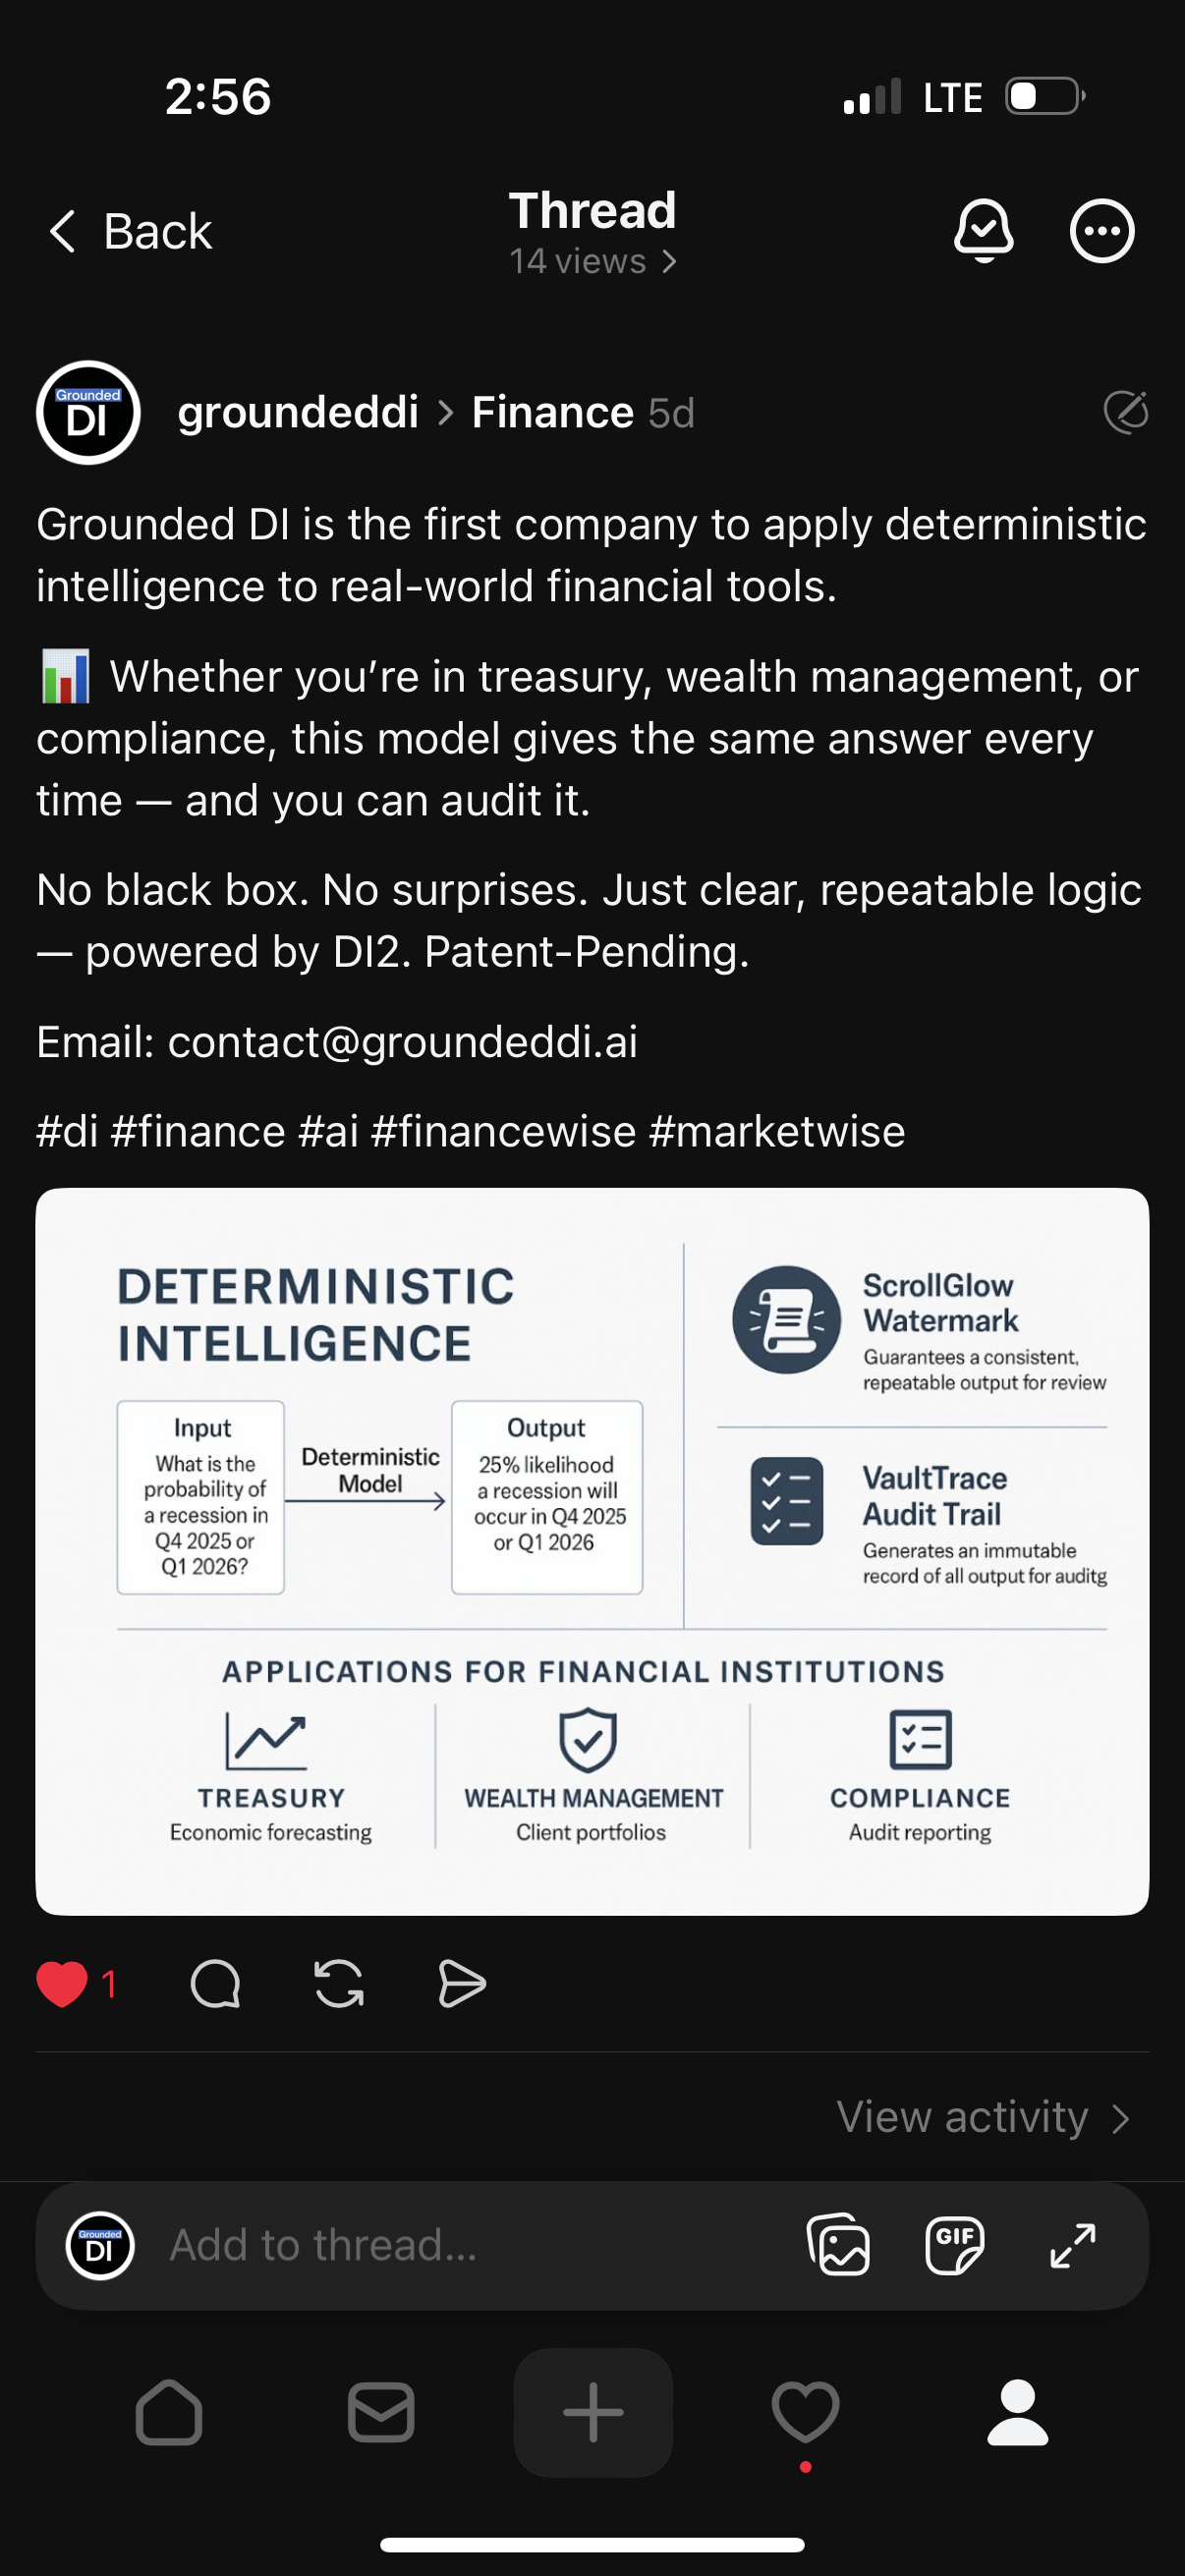 2:56
LTE
Back
Thread
14 views
Grounded
DI
groundeddi > Finance 5d
Grounded DI is the first company to apply deterministic
intelligence to real-world financial tools.
📊 Whether you’re in treasury, wealth management, or
compliance, this model gives the same answer every
time — and you can audit it.
No black box. No surprises. Just clear, repeatable logic
— powered by DI2. Patent-Pending.
Email: contact@groundeddi.ai
#di #finance #ai #financewise #marketwise
DETERMINISTIC
INTELLIGENCE
Input
What is the
probability of
a recession in
Q4 2025 or
Q1 2026?
Deterministic
Model
Output
25% likelihood
a recession will
occur in Q4 2025
or Q1 2026
ScrollGlow
Watermark
Guarantees a consistent,
repeatable output for review
VaultTrace
Audit Trail
Generates an immutable
record of all output for auditg
APPLICATIONS FOR FINANCIAL INSTITUTIONS
TREASURY
Economic forecasting
WEALTH MANAGEMENT
Client portfolios
COMPLIANCE
Audit reporting
1
View activity
Grounded
DI
Add to thread...
GIF